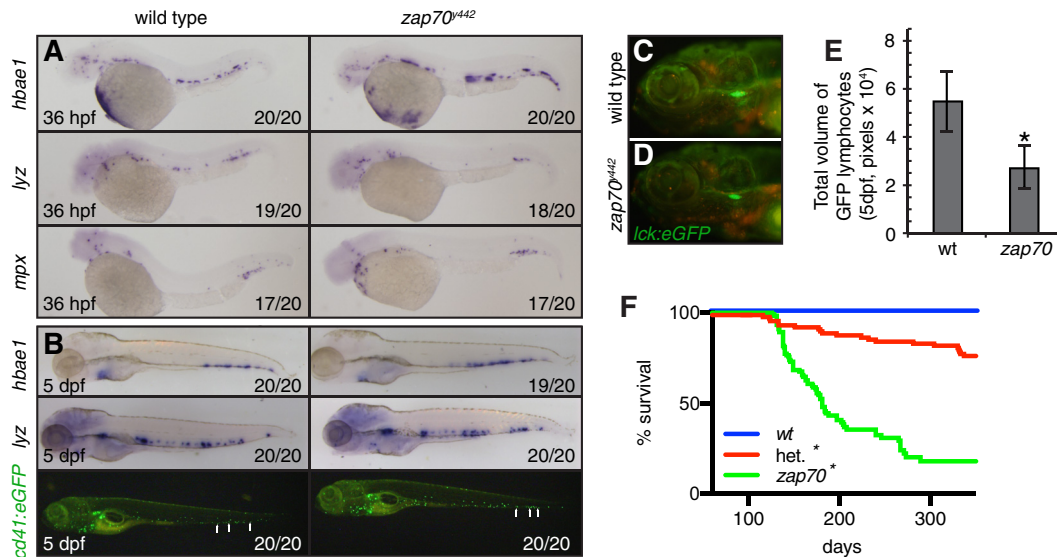 wild type
zap70y442
A
hbae1
36 hpf
20/20
20/20
lyz
36 hpf
19/20
18/20
mpx
36 hpf
17/20
17/20
B
hbae1
5 dpf
20/20
19/20
lyz
5 dpf
20/20
20/20
cd41:eGFP
5 dpf
20/20
20/20
wild type
C
zap70y442
D
lck:eGFP
E
Total volume of
GFP lymphocytes
(5dpf, pixels x 10⁴)
8
6
4
2
0
*
wt
zap70
F
% survival
100
50
0
wt
het. *
zap70 *
100
200
300
days